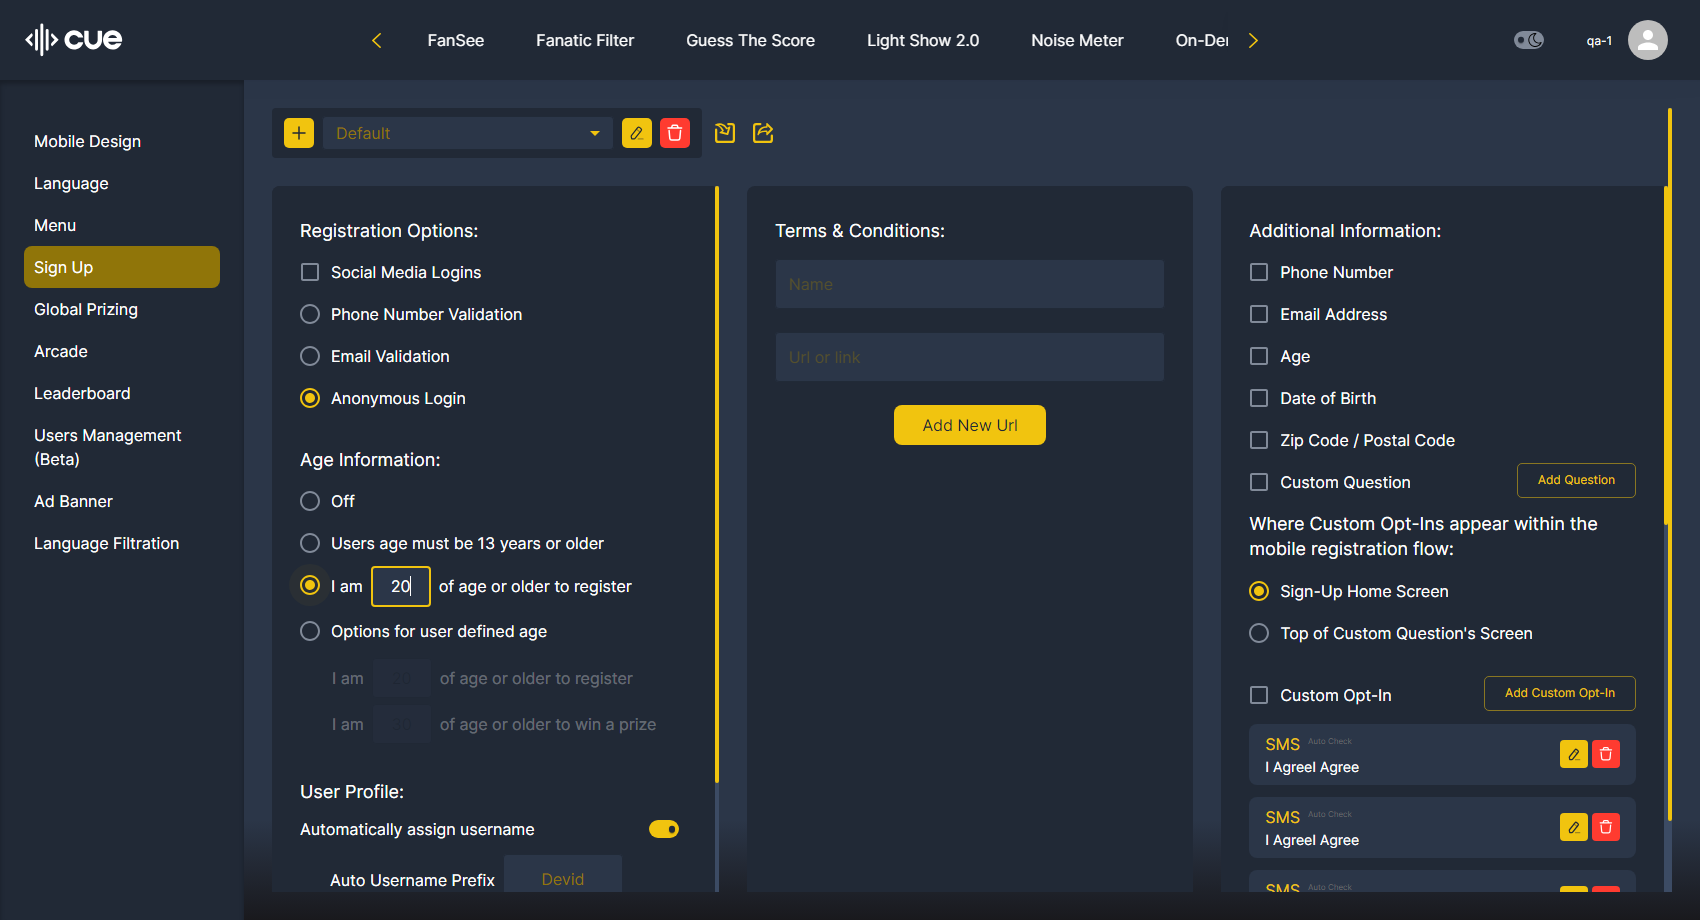 cue
FanSee
Fanatic Filter
Guess The Score
Light Show 2.0
Noise Meter
On-Der
qa-1
Mobile Design
Language
Menu
Sign Up
Global Prizing
Arcade
Leaderboard
Users Management
(Beta)
Ad Banner
Language Filtration
Default
Registration Options:
Social Media Logins
Phone Number Validation
Email Validation
Anonymous Login
Age Information:
Off
Users age must be 13 years or older
I am 20 of age or older to register
Options for user defined age
I am 20 of age or older to register
I am of age or older to win a prize
User Profile:
Automatically assign username
Auto Username Prefix Devid
Terms & Conditions:
Name
Url or link
Add New Url
Additional Information:
Phone Number
Email Address
Age
Date of Birth
Zip Code / Postal Code
Custom Question Add Question
Where Custom Opt-Ins appear within the
mobile registration flow:
Sign-Up Home Screen
Top of Custom Question's Screen
Custom Opt-In Add Custom Opt-In
SMS Auto Check
I AgreeI Agree
SMS Auto Check
I AgreeI Agree
SMS Auto Check